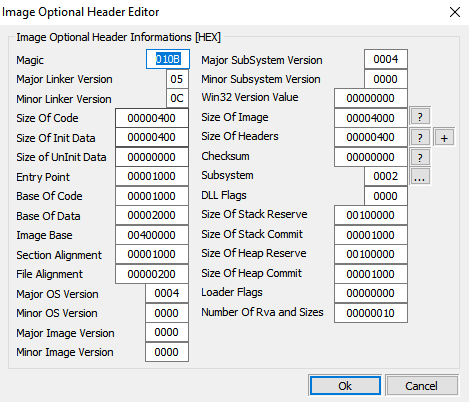 Image Optional Header Editor
Image Optional Header Informations [HEX]
Magic 010B
Major Linker Version 05
Minor Linker Version 0C
Size Of Code 00000400
Size Of Init Data 00000400
Size of UnInit Data 00000000
Entry Point 00001000
Base Of Code 00001000
Base Of Data 00002000
Image Base 00400000
Section Alignment 00001000
File Alignment 00000200
Major OS Version 0004
Minor OS Version 0000
Major Image Version 0000
Minor Image Version 0000
Major SubSystem Version 0004
Minor Subsystem Version 0000
Win32 Version Value 00000000
Size Of Image 00004000 ?
Size Of Headers 00000400 ? +
Checksum 00000000 ?
Subsystem 0002 ...
DLL Flags 0000
Size Of Stack Reserve 00100000
Size Of Stack Commit 00001000
Size Of Heap Reserve 00100000
Size Of Heap Commit 00001000
Loader Flags 00000000
Number Of Rva and Sizes 00000010
Ok Cancel